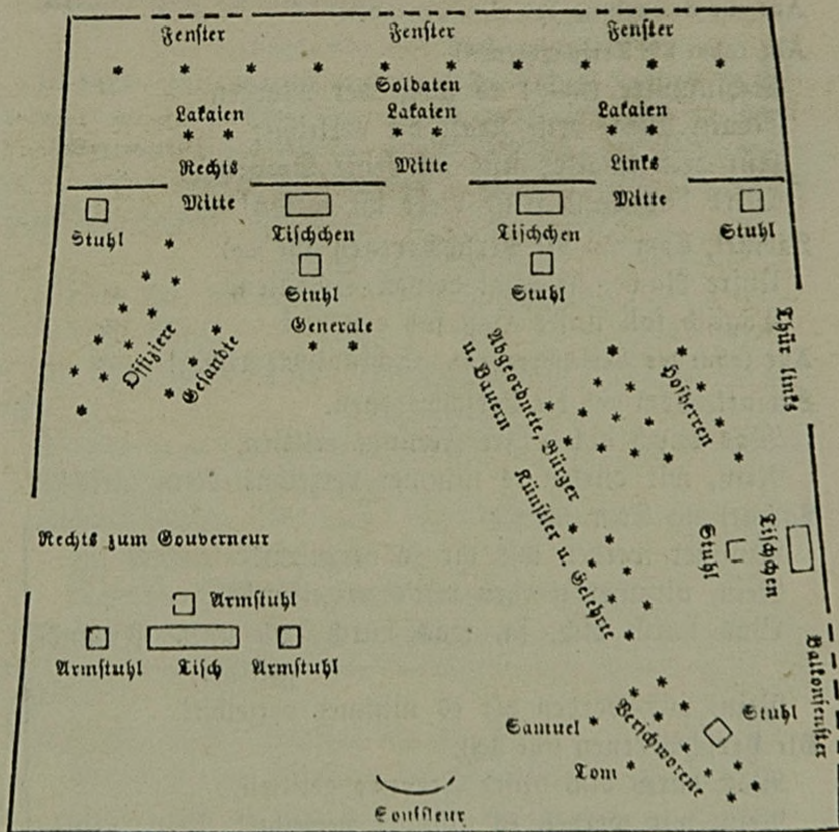 Fenster Fenster Fenster
Soldaten
Lakaien Lakaien Lakaien
Rechts Mitte Links
Mitte Mitte
Stuhl Tischchen Tischchen Stuhl
Stuhl Stuhl
Generale
Offiziere
Gesandte
Abgeordnete, Bürger
u. Bauern
Hofherren
Thür links
Künstler u. Gelehrte
Stuhl
Tischchen
Rechts zum Gouverneur
Armstuhl
Armstuhl Tisch Armstuhl
Balkonfenster
Stuhl
Samuel
Verschworene
Tom
Souffleur